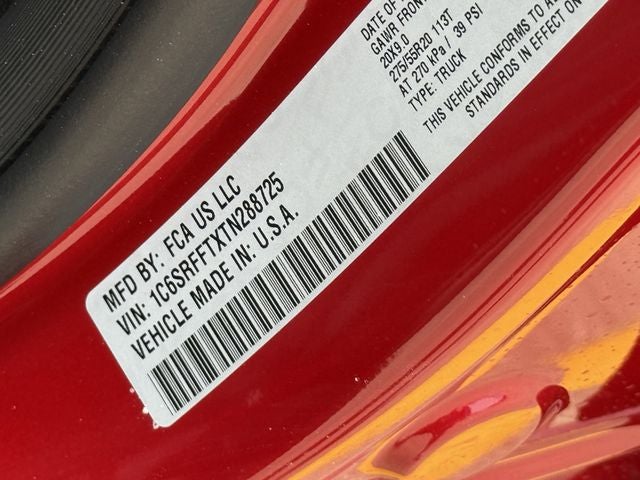 MFD BY: FCA US LLC
VIN: 1C6SRFFTXTN288725
VEHICLE MADE IN: U.S.A.
DATE OF
GAWR FRONT
20X9.0
275/55R20 113T
AT 270 kPa / 39 PSI
TYPE: TRUCK
THIS VEHICLE CONFORMS TO
STANDARDS IN EFFECT ON